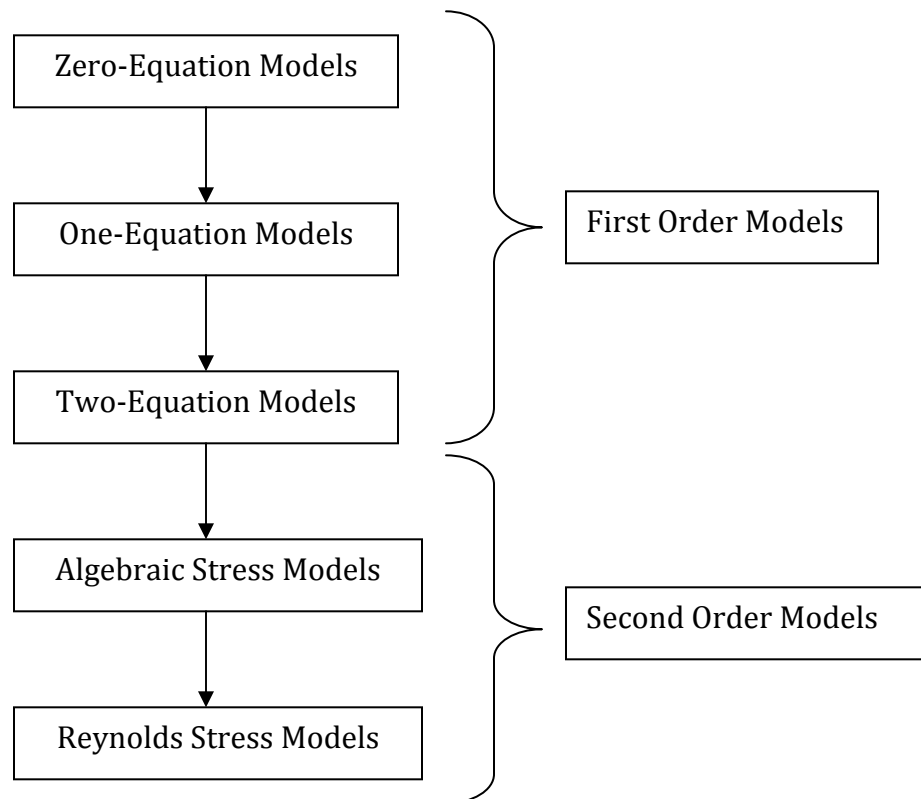 Zero-Equation Models
One-Equation Models
First Order Models
Two-Equation Models
Algebraic Stress Models
Second Order Models
Reynolds Stress Models